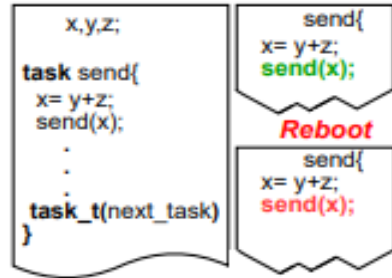 x,y,z;
task send{
x= y+z;
send(x);
.
.
.
task_t(next_task)
}
send{
x= y+z;
send(x);
Reboot
send{
x= y+z;
send(x);